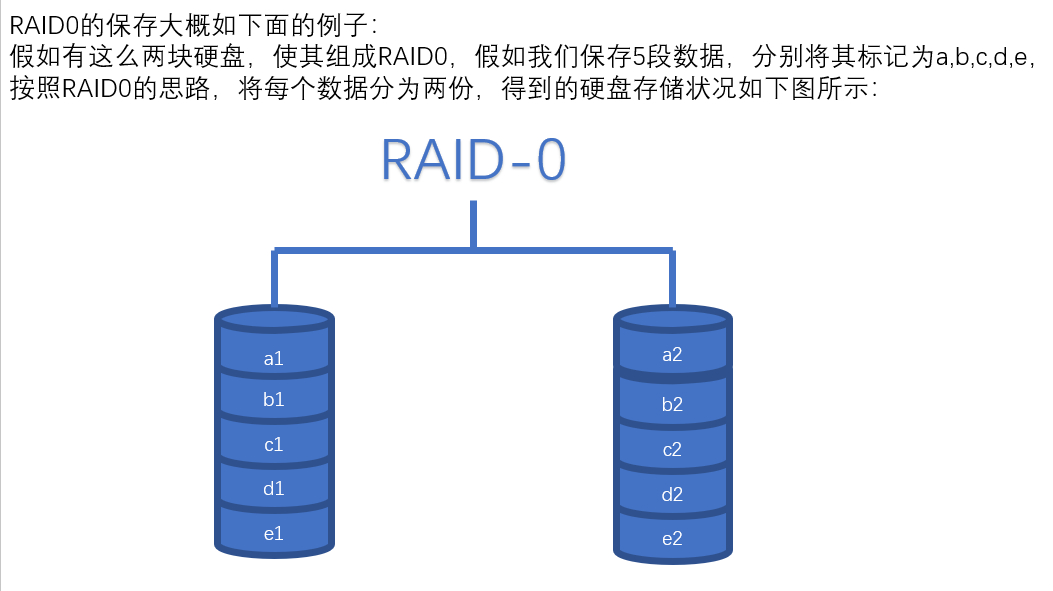 RAID0的保存大概如下面的例子：
假如有这么两块硬盘，使其组成RAID0，假如我们保存5段数据，分别将其标记为a,b,c,d,e,
按照RAID0的思路，将每个数据分为两份，得到的硬盘存储状况如下图所示：
RAID-0
a1
b1
c1
d1
e1
a2
b2
c2
d2
e2